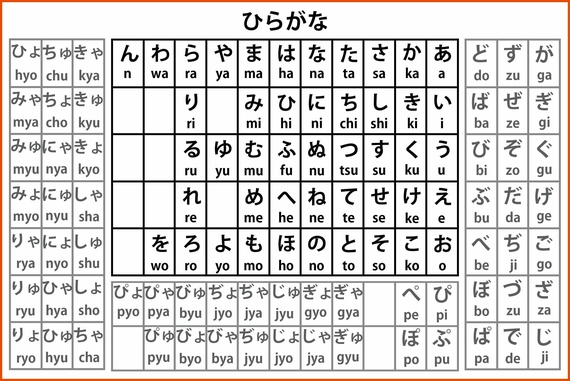 ひらがな
ひょ ちゅ きゃ ん わ ら や ま は な た さ か あ ど ず が
hyo chu kya n wa ra ya ma ha na ta sa ka a do zu ga
みゃ ちょ きゅ り み ひ に ち し き い ば ぜ ぎ
mya cho kyu ri mi hi ni chi shi ki i ba ze gi
みゅ にゃ きょ る ゆ む ふ ぬ つ す く う び ぞ ぐ
myu nya kyo ru yu mu fu nu tsu su ku u bi zo gu
みょ にゅ しゃ れ め へ ね て せ け え ぶ だ げ
myo nyu sha re me he ne te se ke e bu da ge
りゃ にょ しゅ を ろ よ も ほ の と そ こ お べ ぢ ご
rya nyo shu wo ro yo mo ho no to so ko o be ji go
りゅ ひゃ しょ ぴょ ぴゃ びゅ ぢょ ぢゃ じゅ ぎょ ぎゃ ぺ ぴ ぼ づ ざ
ryu hya sho pyo pya byu jyo jya jyu gyo gya pe pi bo zu za
りょ ひゅ ちゃ ぴゅ びょ びゃ ぢゅ じょ じゃ ぎゅ ぽ ぷ ぱ で じ
ryo hyu cha pyu byo bya jyu jyo jya gyu po pu pa de ji